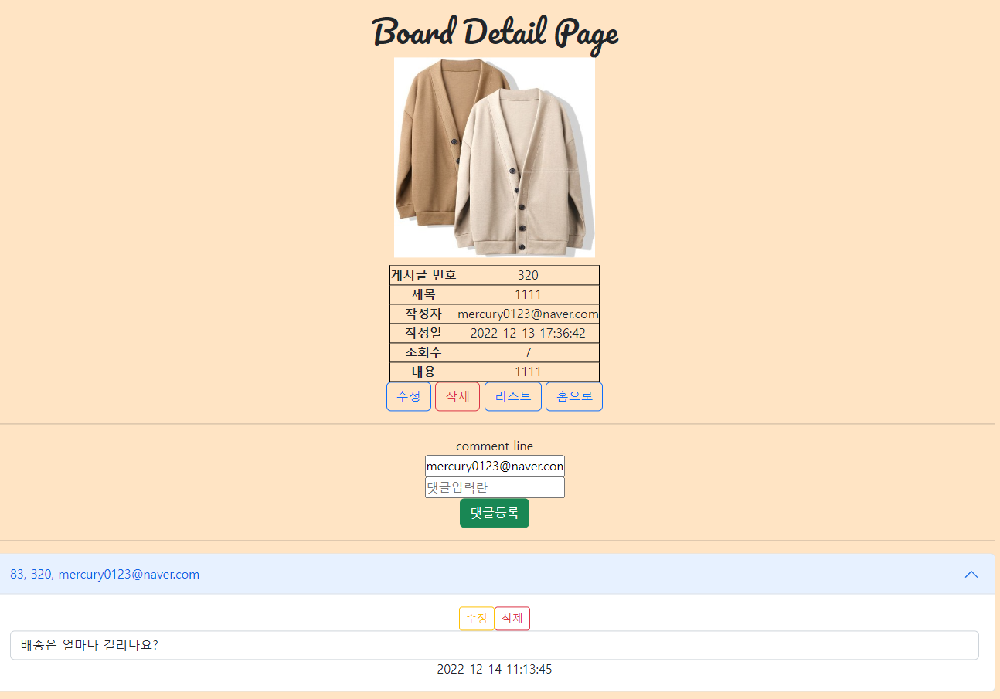 Board Detail Page
게시글 번호 320
제목 1111
작성자 mercury0123@naver.com
작성일 2022-12-13 17:36:42
조회수 7
내용 1111
수정 삭제 리스트 홈으로
comment line
mercury0123@naver.com
댓글입력란
댓글등록
83, 320, mercury0123@naver.com
수정 삭제
배송은 얼마나 걸리나요?
2022-12-14 11:13:45